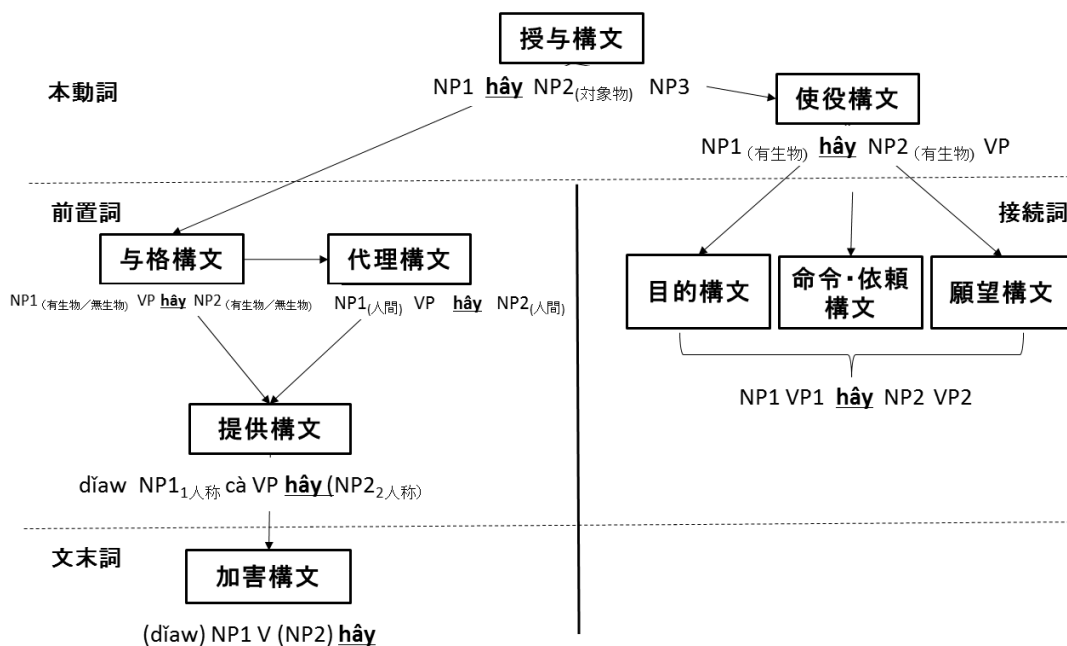 授与構文
本動詞
NP1 hây NP2(対象物) NP3
使役構文
NP1(有生物) hây NP2(有生物) VP
前置詞
接続詞
与格構文
代理構文
NP1(有生物/無生物) VP hây NP2(有生物/無生物)
NP1(人間) VP hây NP2(人間)
目的構文
命令・依頼
構文
願望構文
NP1 VP1 hây NP2 VP2
提供構文
dǐaw NP1 1人称 cà VP hây (NP2 2人称)
文末詞
加害構文
(dǐaw) NP1 V (NP2) hây